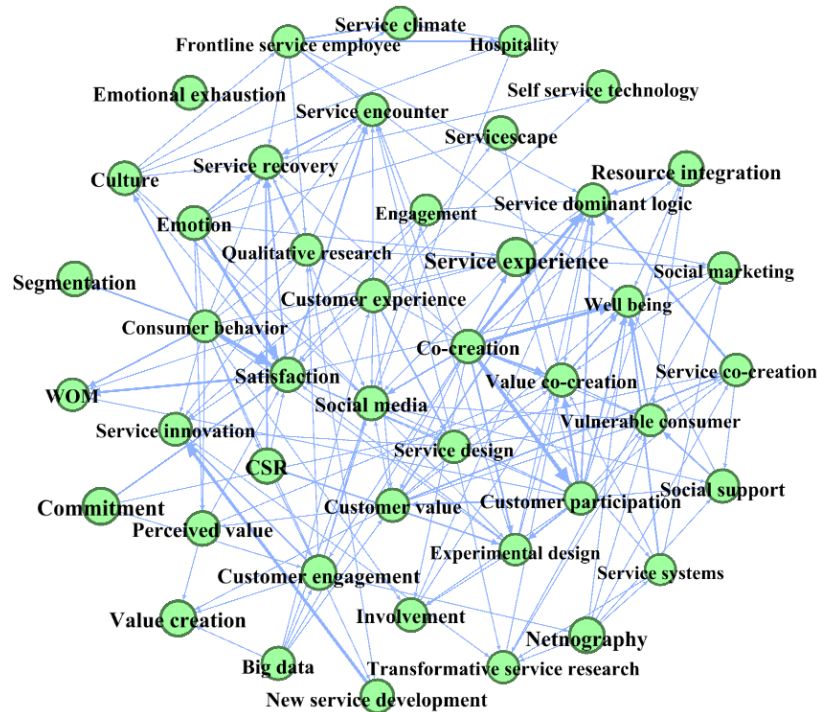 Service climate
Frontline service employee
Hospitality
Emotional exhaustion
Self service technology
Service encounter
Servicescape
Service recovery
Resource integration
Culture
Service dominant logic
Engagement
Emotion
Qualitative research
Service experience
Social marketing
Segmentation
Customer experience
Well being
Consumer behavior
Co-creation
Satisfaction
Value co-creation
Service co-creation
WOM
Social media
Vulnerable consumer
Service innovation
Service design
CSR
Social support
Customer participation
Commitment
Customer value
Perceived value
Experimental design
Customer engagement
Service systems
Value creation
Involvement
Netnography
Big data
Transformative service research
New service development